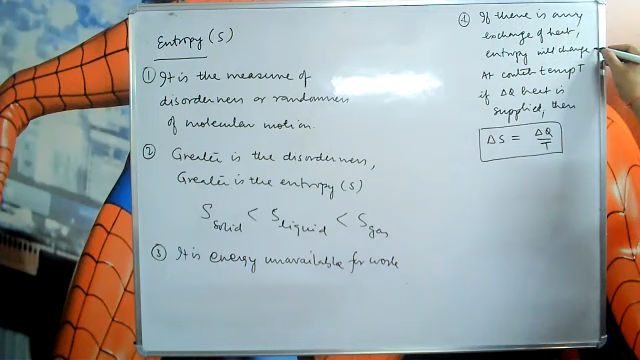 Entropy (S)
① It is the measure of
disorderness or randomness
of molecular motion.
② Greater is the disorderness,
Greater is the entropy (S)
S solid < S liquid < S gas
③ It is energy unavailable for work
④ If there is any
exchange of heat,
entropy will change
At const temp T
if ΔQ heat is
supplied, then
ΔS = ΔQ/T